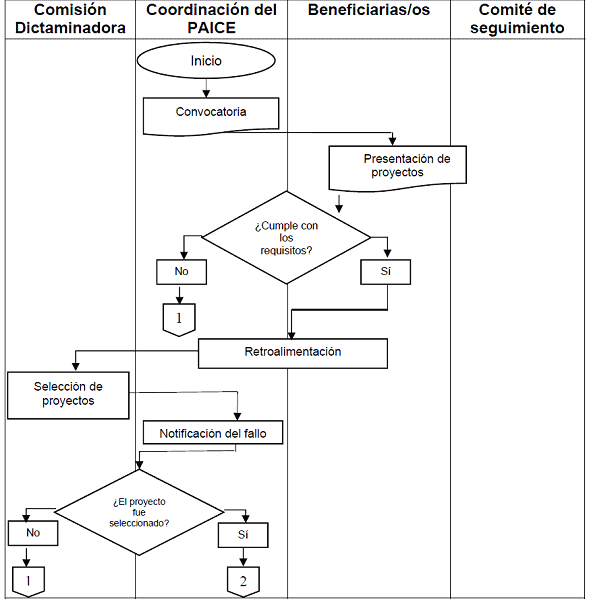 Comisión
Dictaminadora
Coordinación del
PAICE
Beneficiarias/os
Comité de
seguimiento
Inicio
Convocatoria
Presentación de
proyectos
¿Cumple con
los
requisitos?
No
Sí
1
Retroalimentación
Selección de
proyectos
Notificación del fallo
¿El proyecto
fue
seleccionado?
No
Sí
1
2